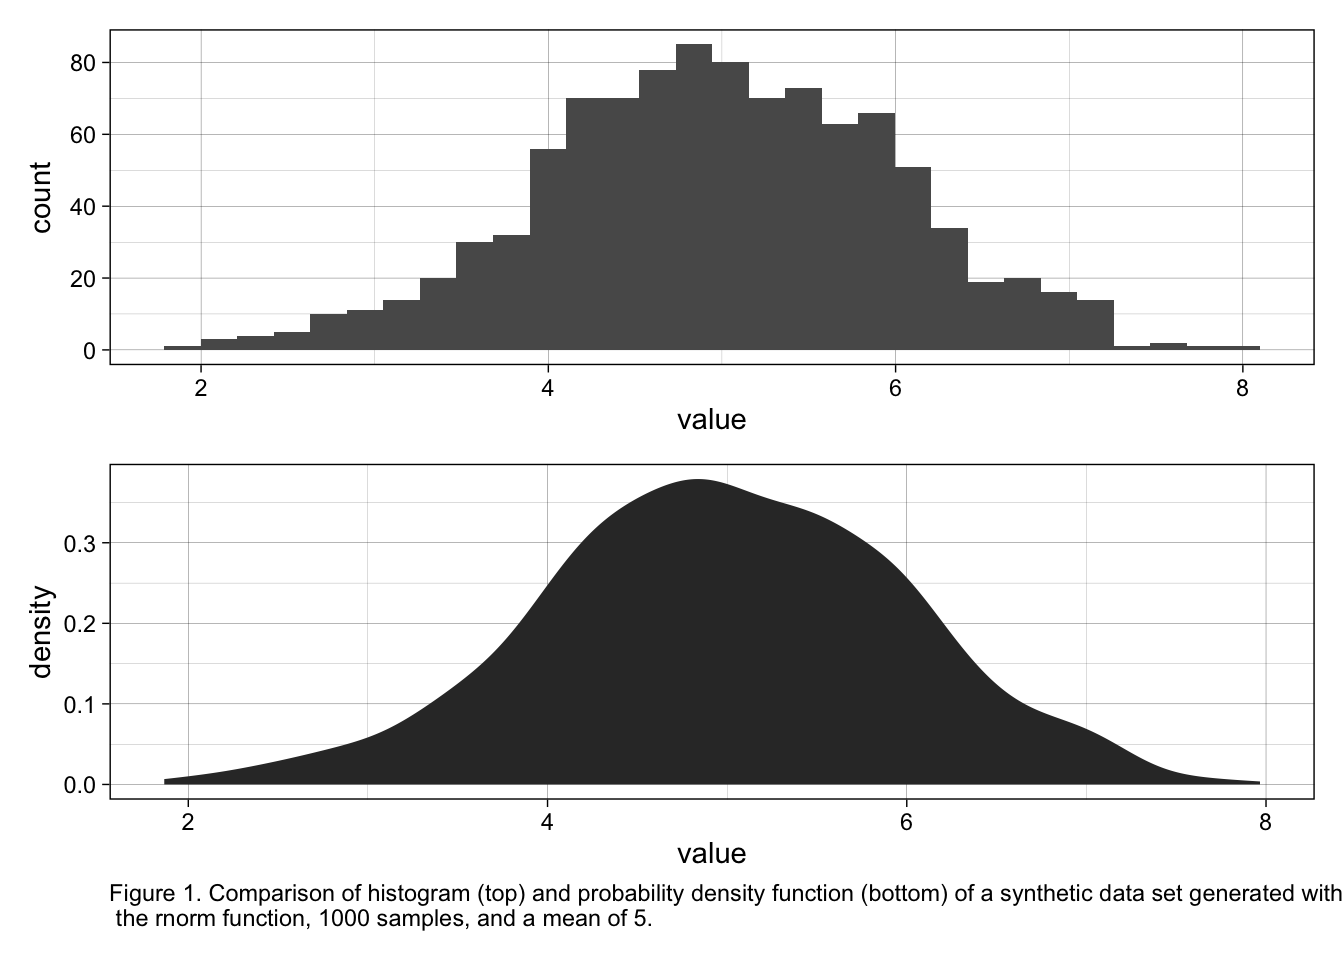 80
60
40
20
0
count
2 4 6 8
value
0.3
0.2
0.1
0.0
density
2 4 6 8
value
Figure 1. Comparison of histogram (top) and probability density function (bottom) of a synthetic data set generated with
the rnorm function, 1000 samples, and a mean of 5.